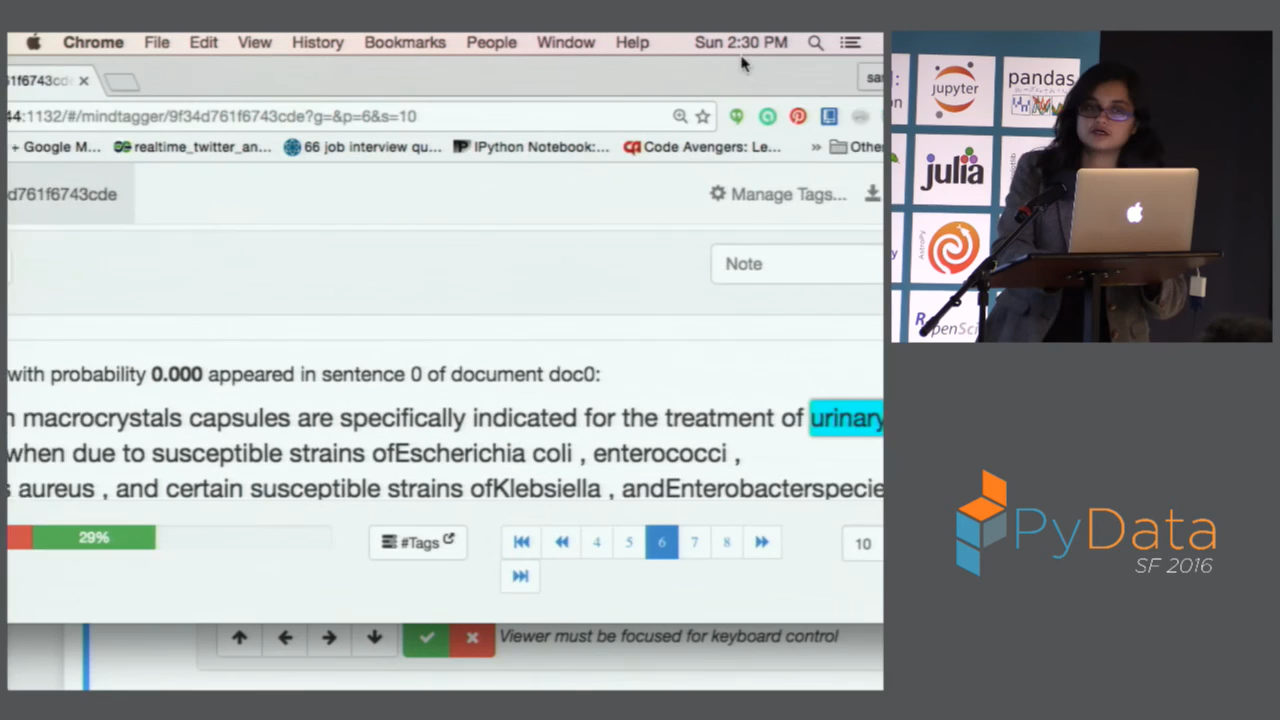 Chrome File Edit View History Bookmarks People Window Help Sun 2:30 PM
1f6743cd
44:1132/#/mindtagger/9f34d761f6743cde?g=&p=6&s=10
+ Google M... realtime_twitter_an... 66 job interview qu... IPython Notebook:... Code Avengers: Le... » Other
d761f6743cde
Manage Tags...
Note
with probability 0.000 appeared in sentence 0 of document doc0:
macrocrystals capsules are specifically indicated for the treatment of urinary
when due to susceptible strains ofEscherichia coli , enterococci ,
aureus , and certain susceptible strains ofKlebsiella , andEnterobacterspecie
29%
#Tags
4 5 6 7 8
10
Viewer must be focused for keyboard control
jupyter
pandas
julia
AstroPy
PyData
SF 2016